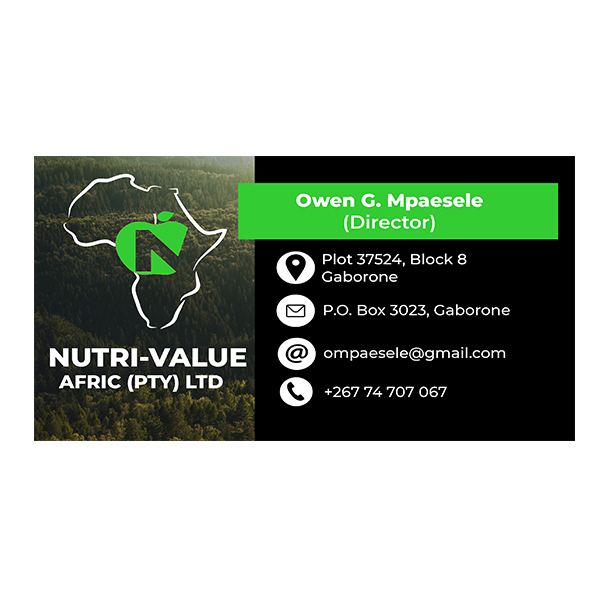 Owen G. Mpaesele
(Director)
Plot 37524, Block 8
Gaborone
P.O. Box 3023, Gaborone
ompaesele@gmail.com
+267 74 707 067
N
NUTRI-VALUE
AFRIC (PTY) LTD